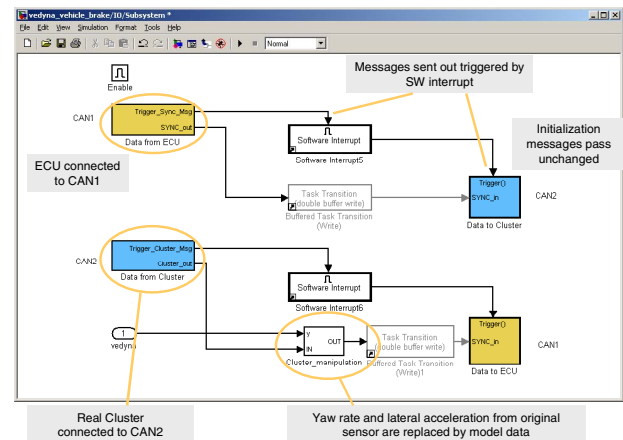 vedyna_vehicle_brake/IO/Subsystem *
File Edit View Simulation Format Tools Help
Normal
Enable
Messages sent out triggered by
SW interrupt
CAN1
Trigger_Sync_Msg
SYNC_out
Data from ECU
Software Interrupt
Software Interrupt5
Initialization
messages pass
unchanged
ECU connected
to CAN1
Task Transition
(double buffer write)
Buffered Task Transition
(Write)
Trigger()
SYNC_in
CAN2
Data to Cluster
CAN2
Trigger_Cluster_Msg
Cluster_out
Data from Cluster
Software Interrupt
Software Interrupt6
1
vedyna
y
IN
OUT
Cluster_manipulation
Task Transition
(double buffer write)
Buffered Task Transition
(Write)1
Trigger()
SYNC_in
CAN1
Data to ECU
Real Cluster
connected to CAN2
Yaw rate and lateral acceleration from original
sensor are replaced by model data